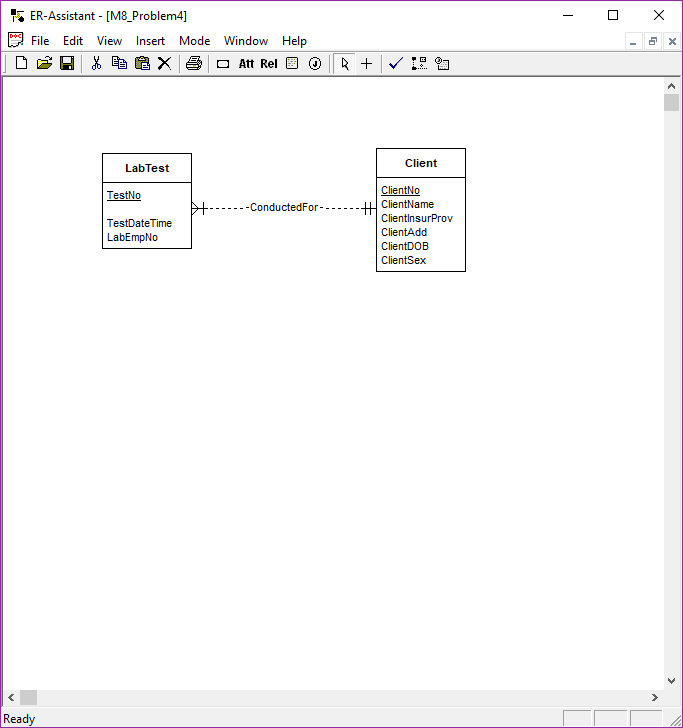 ER-Assistant - [M8_Problem4]
File Edit View Insert Mode Window Help
Att Rel
LabTest
TestNo
TestDateTime
LabEmpNo
ConductedFor
Client
ClientNo
ClientName
ClientInsurProv
ClientAdd
ClientDOB
ClientSex
Ready